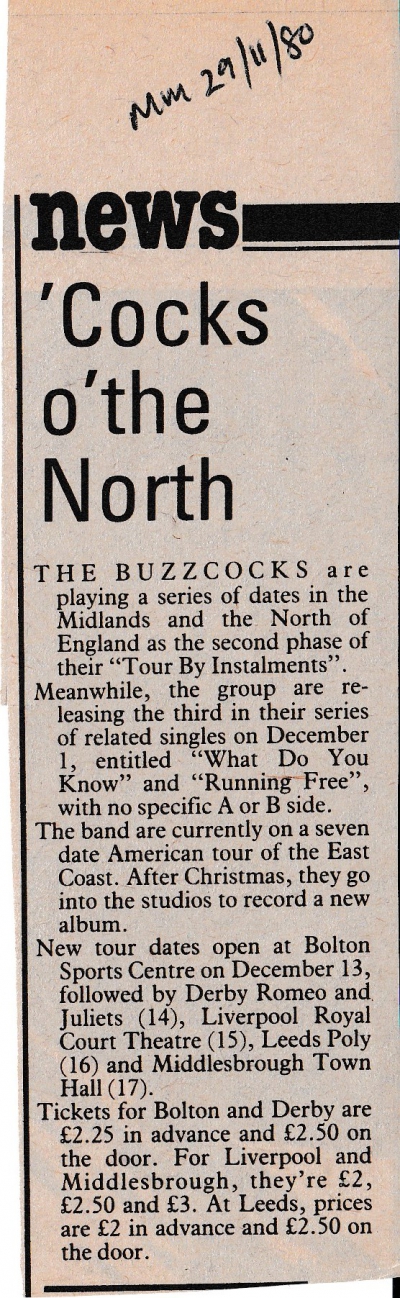 MM 29/11/80
news
'Cocks
o'the
North
THE BUZZCOCKS are
playing a series of dates in the
Midlands and the North of
England as the second phase of
their “Tour By Instalments”.
Meanwhile, the group are re-
leasing the third in their series
of related singles on December
1, entitled “What Do You
Know” and “Running Free”,
with no specific A or B side.
The band are currently on a seven
date American tour of the East
Coast. After Christmas, they go
into the studios to record a new
album.
New tour dates open at Bolton
Sports Centre on December 13,
followed by Derby Romeo and
Juliets (14), Liverpool Royal
Court Theatre (15), Leeds Poly
(16) and Middlesbrough Town
Hall (17).
Tickets for Bolton and Derby are
£2.25 in advance and £2.50 on
the door. For Liverpool and
Middlesbrough, they're £2,
£2.50 and £3. At Leeds, prices
are £2 in advance and £2.50 on
the door.